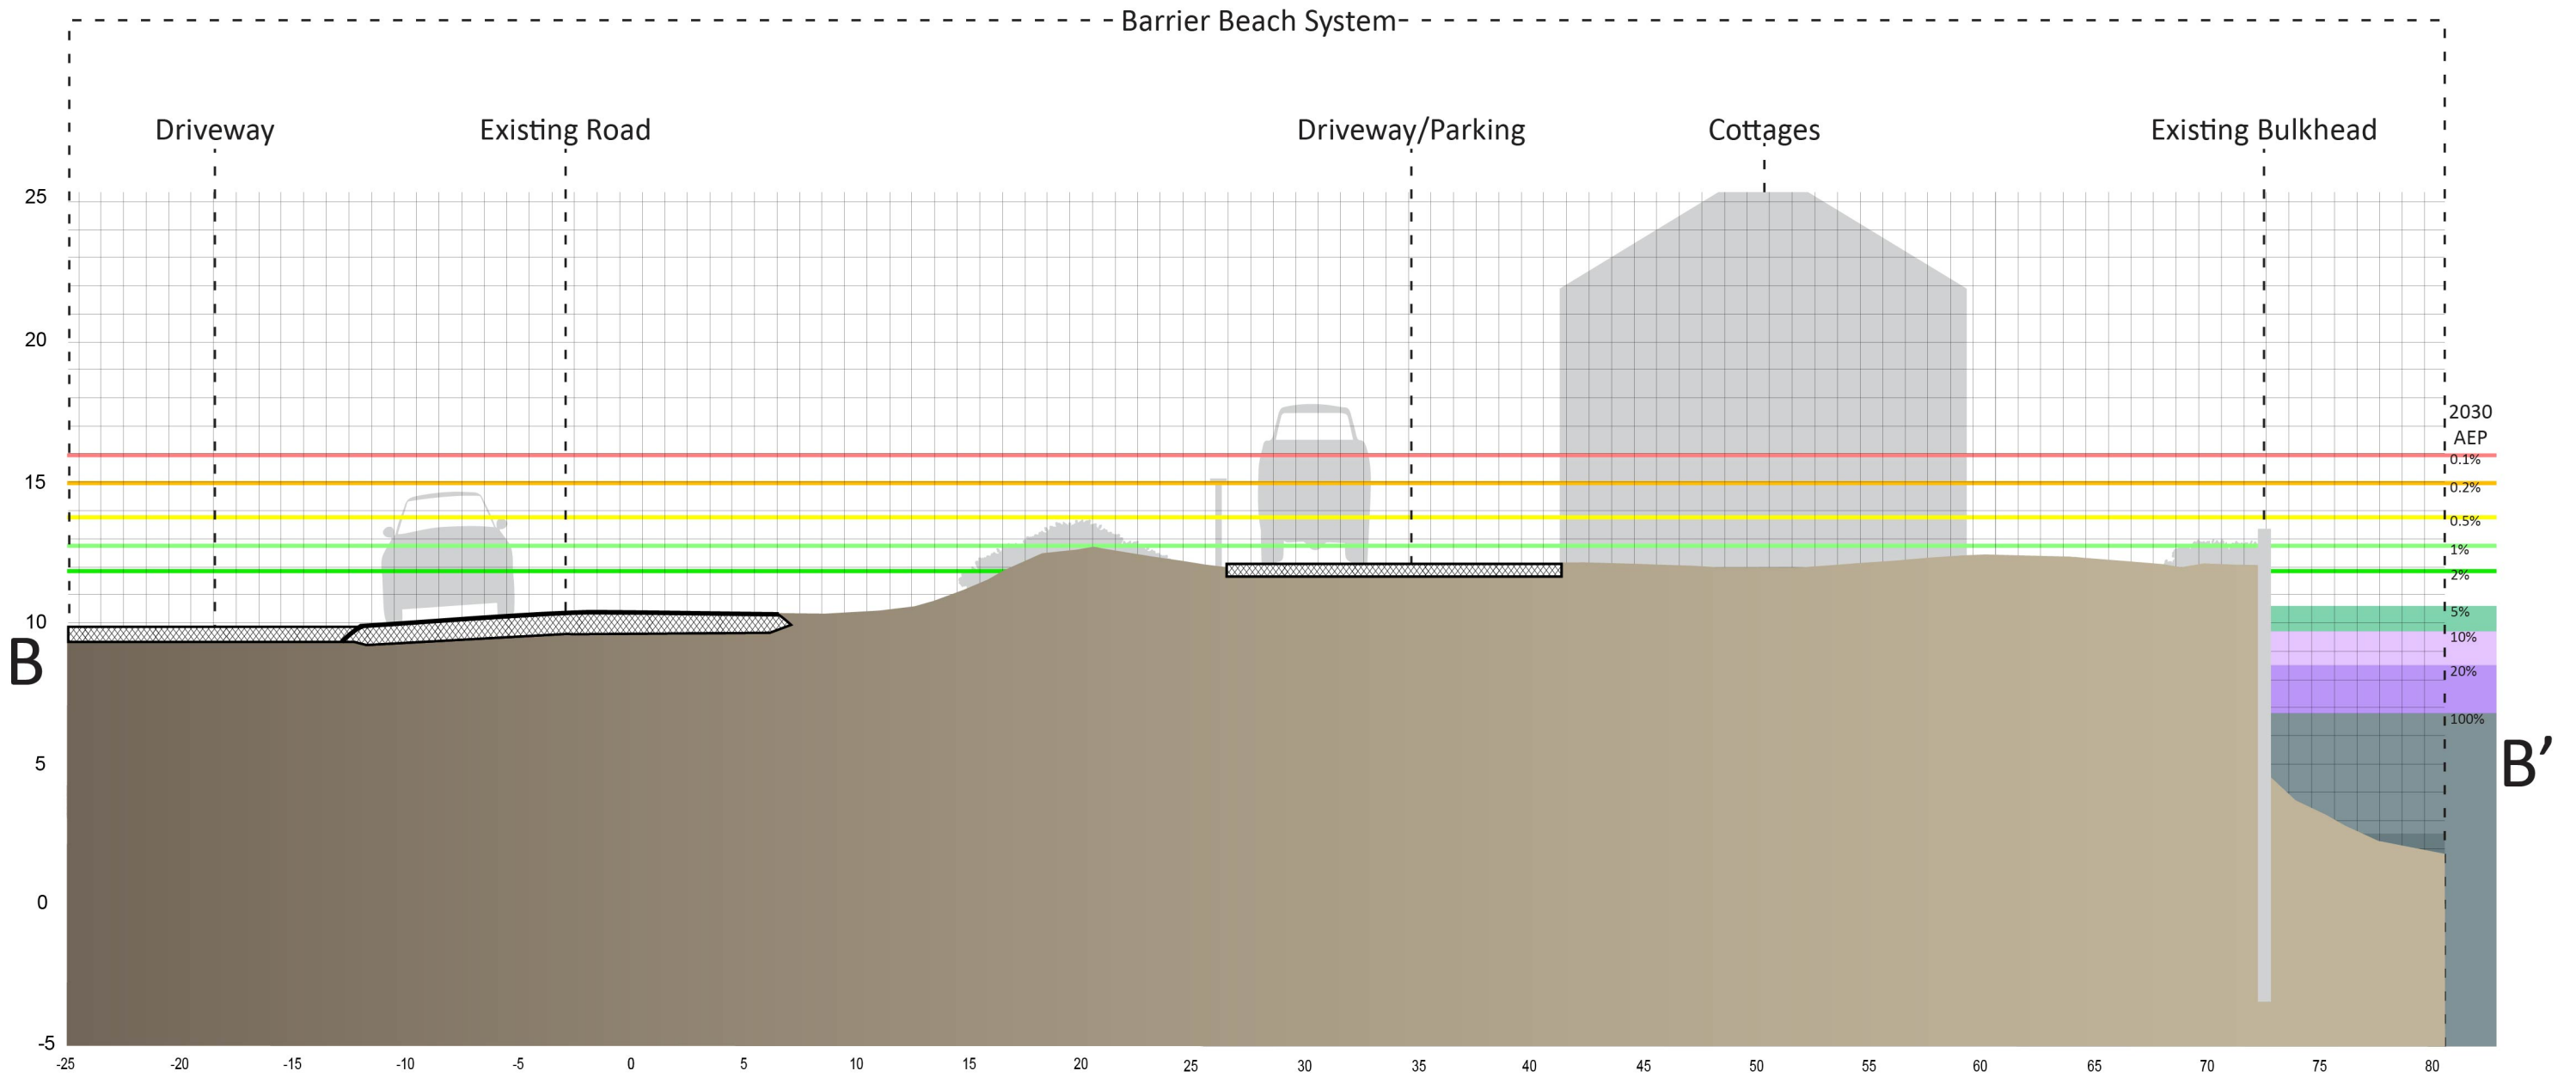 Barrier Beach System
Driveway
Existing Road
Driveway/Parking
Cottages
Existing Bulkhead
25
20
15
10
5
0
-5
2030
AEP
0.1%
0.2%
0.5%
1%
2%
5%
10%
20%
100%
B
B’
-25 -20 -15 -10 -5 0 5 10 15 20 25 30 35 40 45 50 55 60 65 70 75 80